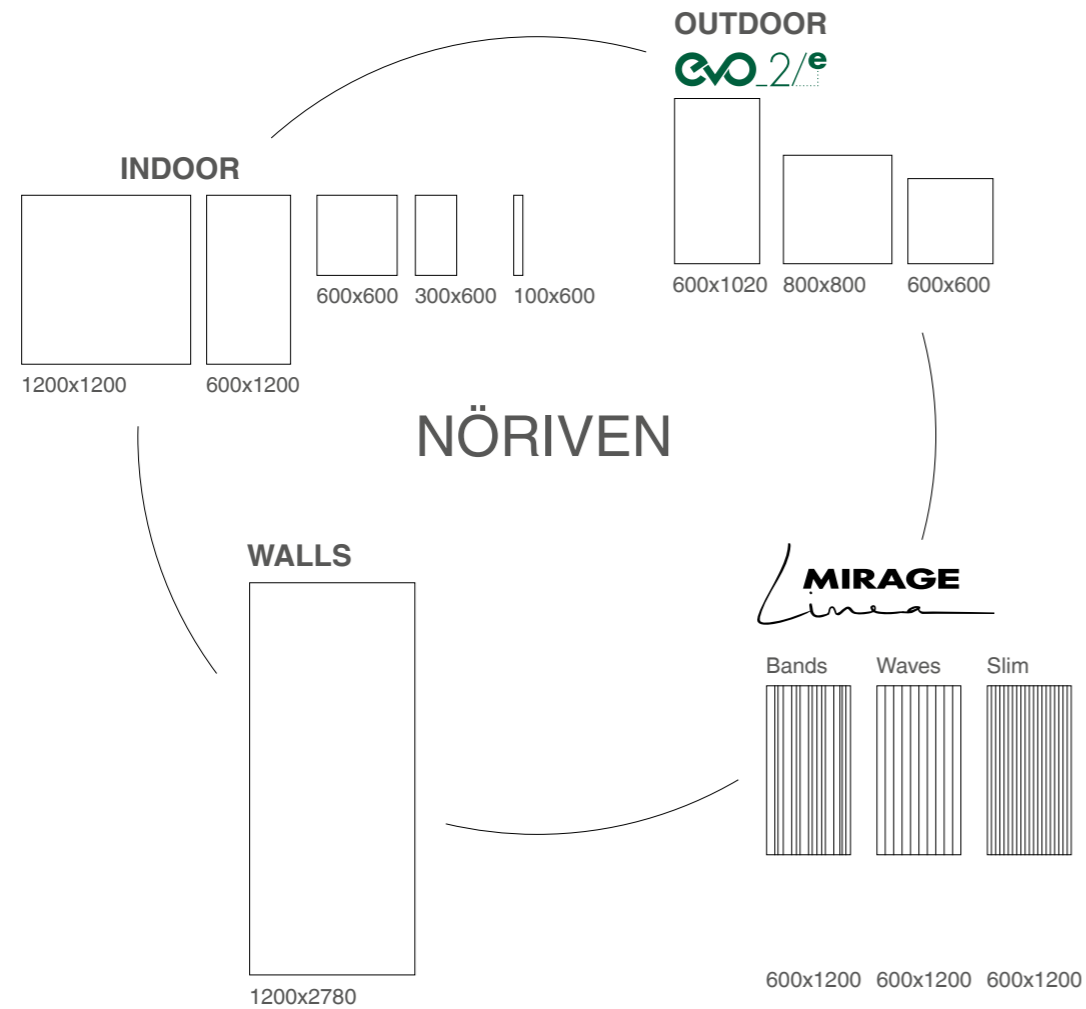 OUTDOOR
evo_2/e
INDOOR
600x1020 800x800 600x600
600x600 300x600 100x600
1200x1200 600x1200
NÖRIVEN
WALLS
MIRAGE
Linea
Bands Waves Slim
600x1200 600x1200 600x1200
1200x2780